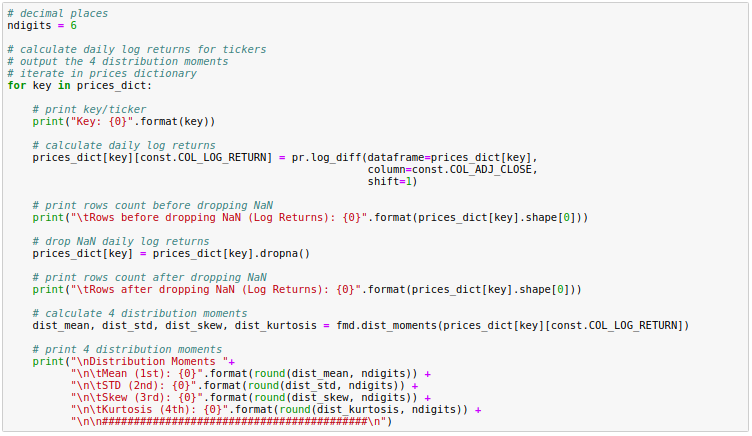 # decimal places
ndigits = 6

# calculate daily log returns for tickers
# output the 4 distribution moments
# iterate in prices dictionary
for key in prices_dict:

    # print key/ticker
    print("Key: {0}".format(key))

    # calculate daily log returns
    prices_dict[key][const.COL_LOG_RETURN] = pr.log_diff(dataframe=prices_dict[key],
                                                         column=const.COL_ADJ_CLOSE,
                                                         shift=1)

    # print rows count before dropping NaN
    print("\tRows before dropping NaN (Log Returns): {0}".format(prices_dict[key].shape[0]))

    # drop NaN daily log returns
    prices_dict[key] = prices_dict[key].dropna()

    # print rows count after dropping NaN
    print("\tRows after dropping NaN (Log Returns): {0}".format(prices_dict[key].shape[0]))

    # calculate 4 distribution moments
    dist_mean, dist_std, dist_skew, dist_kurtosis = fmd.dist_moments(prices_dict[key][const.COL_LOG_RETURN])

    # print 4 distribution moments
    print("\nDistribution Moments "+
          "\n\tMean (1st): {0}".format(round(dist_mean, ndigits)) +
          "\n\tSTD (2nd): {0}".format(round(dist_std, ndigits)) +
          "\n\tSkew (3rd): {0}".format(round(dist_skew, ndigits)) +
          "\n\tKurtosis (4th): {0}".format(round(dist_kurtosis, ndigits)) +
          "\n\n##########################################\n")